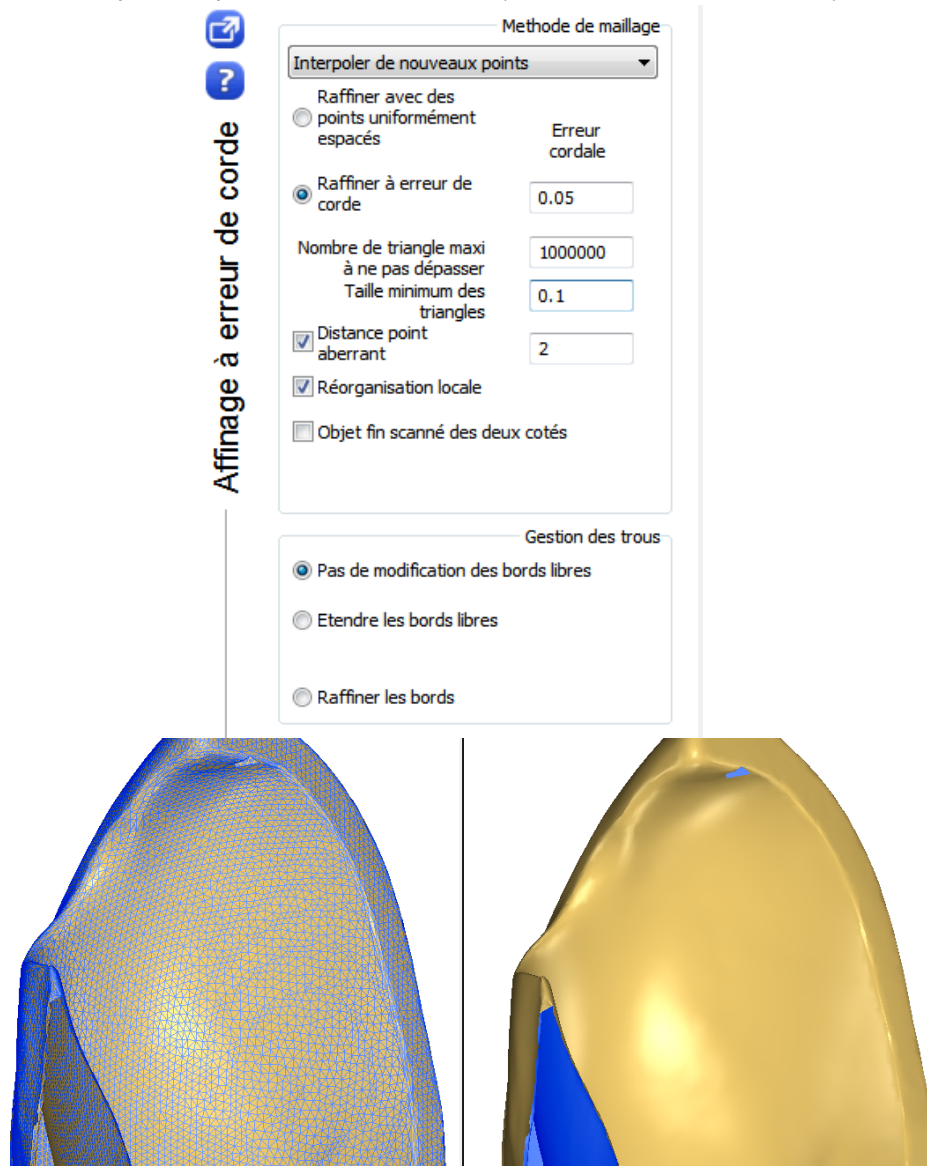 Methode de maillage
Interpoler de nouveaux points
Raffiner avec des
points uniformément
espacés
Erreur
cordale
Raffiner à erreur de
corde
0.05
Nombre de triangle maxi
à ne pas dépasser
1000000
Taille minimum des
triangles
0.1
Distance point
aberrant
2
Réorganisation locale
Objet fin scanné des deux cotés
Gestion des trous
Pas de modification des bords libres
Etendre les bords libres
Raffiner les bords
?
Affinage à erreur de corde